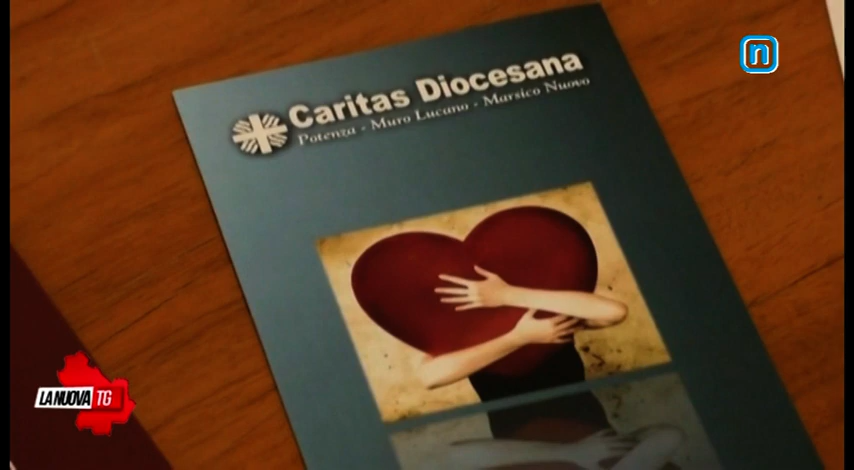 n
Caritas Diocesana
Potenza - Muro Lucano - Marsico Nuovo
LA NUOVA TG